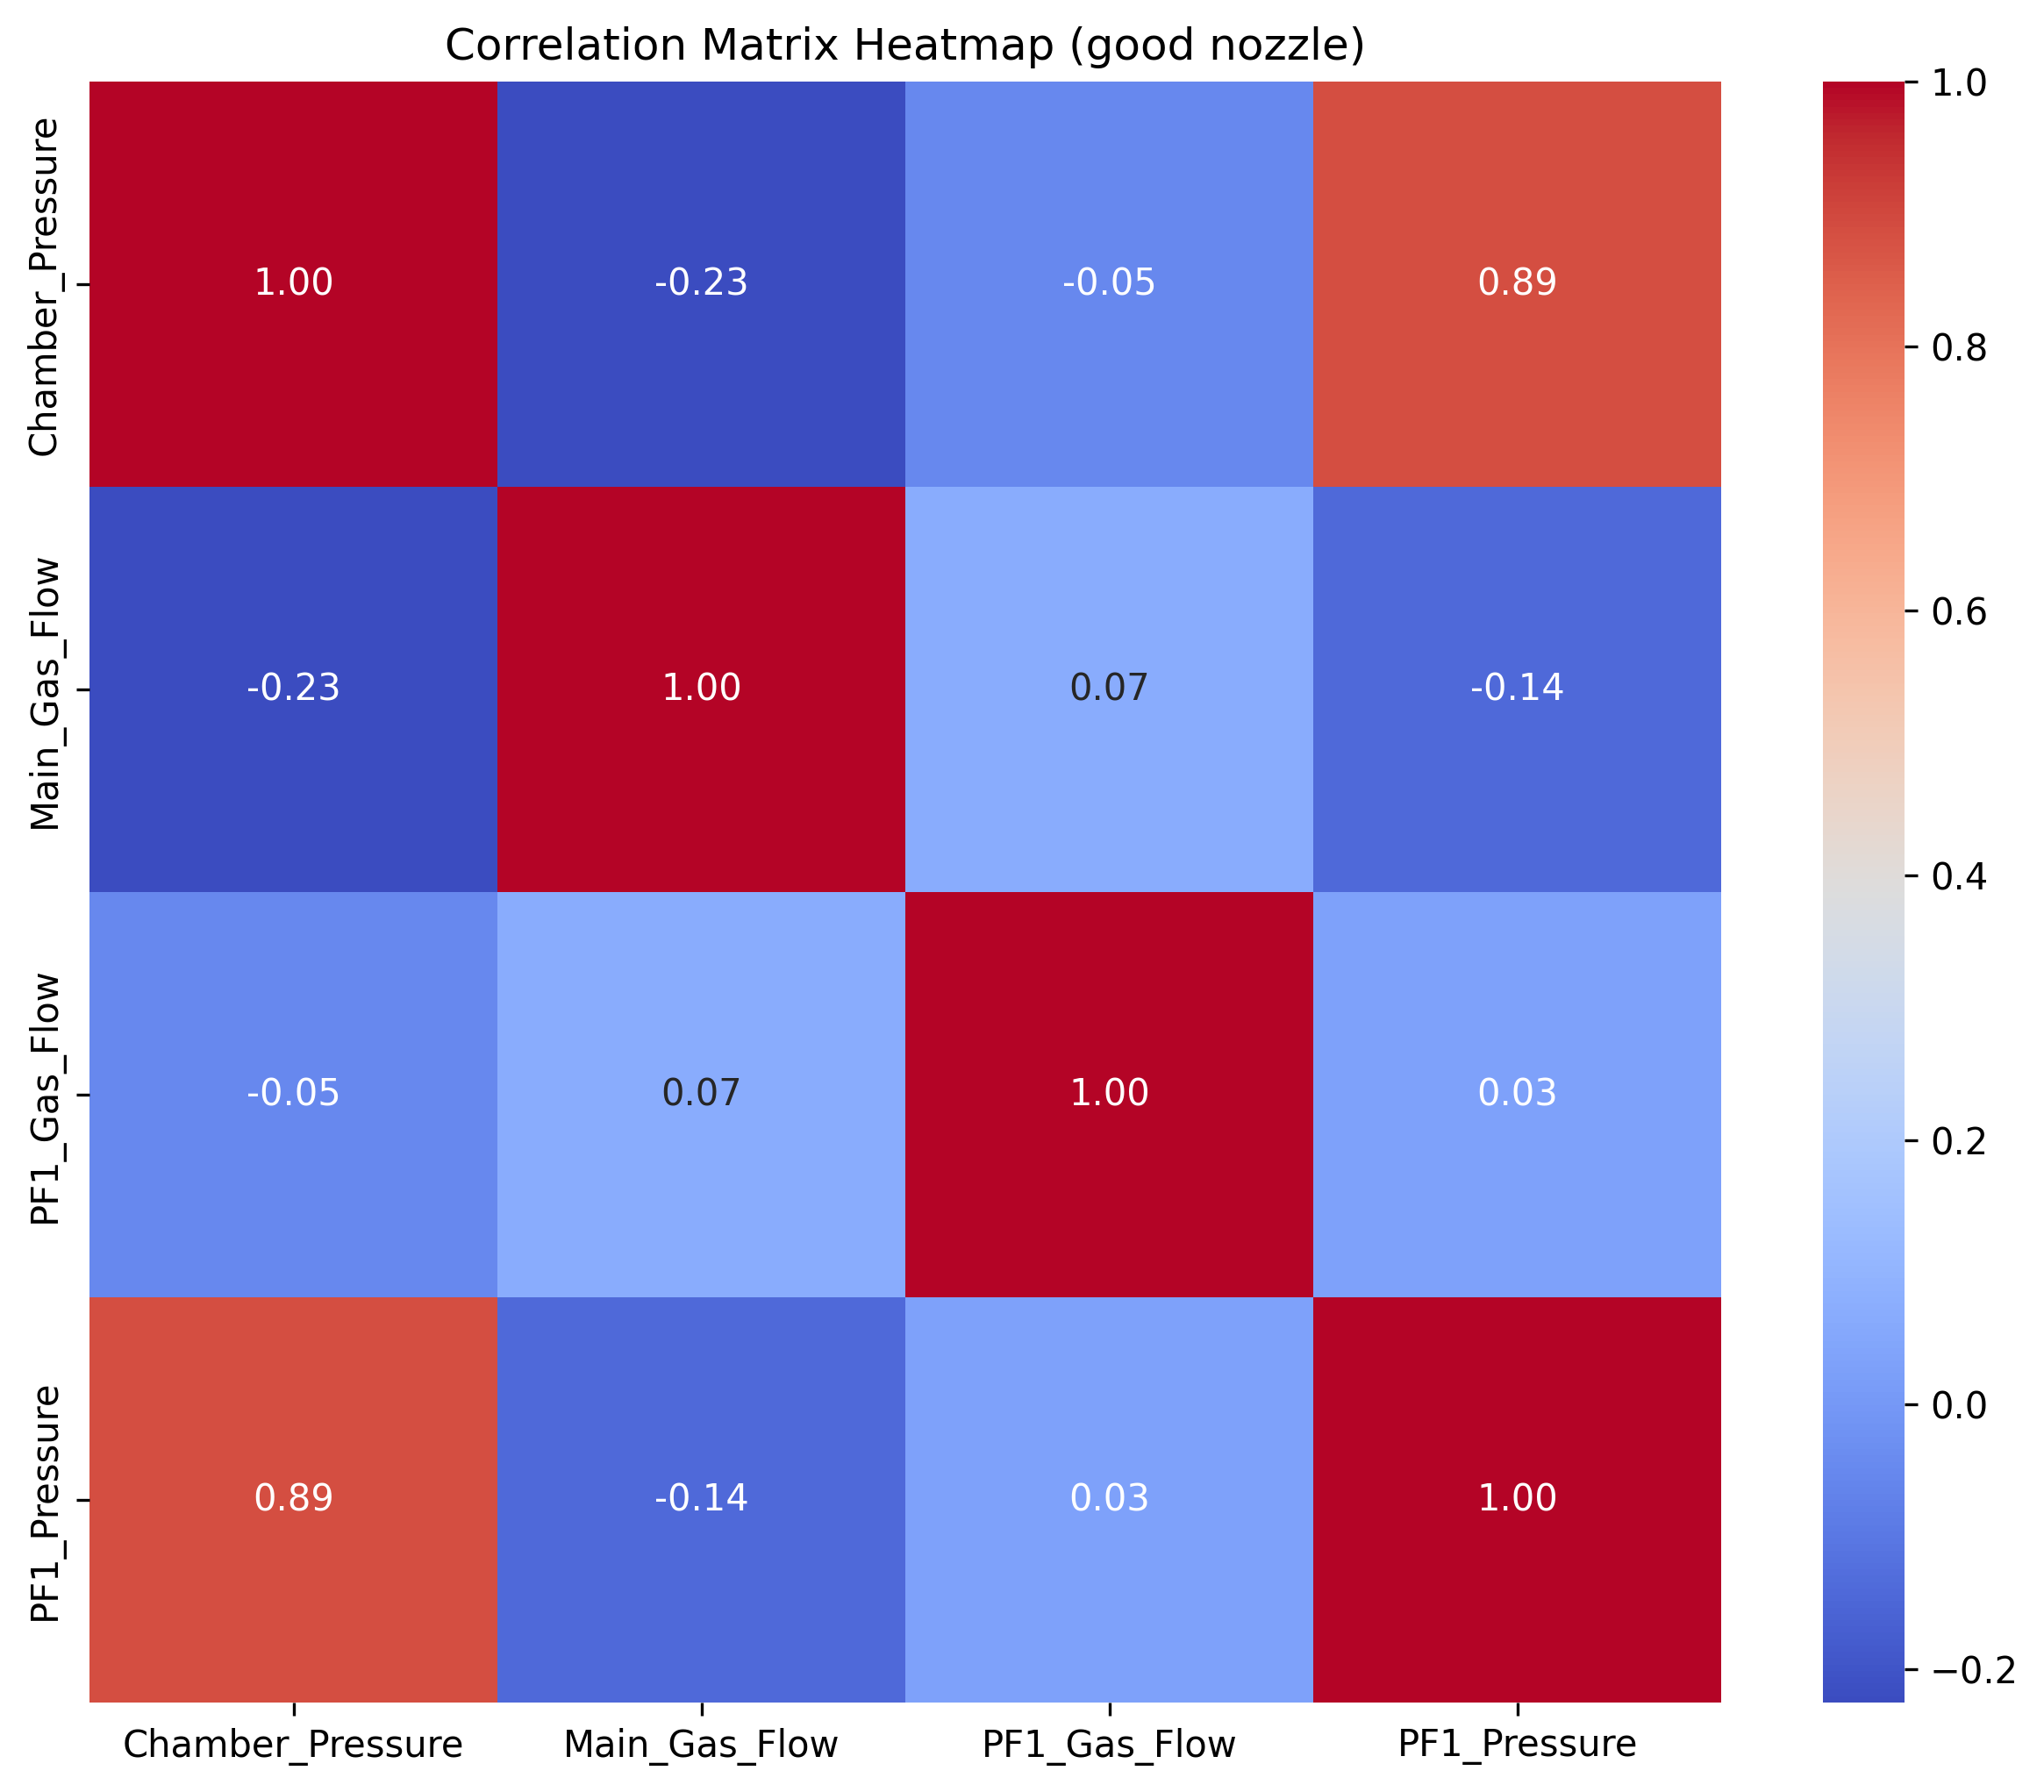 Correlation Matrix Heatmap (good nozzle)
Chamber_Pressure
1.00 -0.23 -0.05 0.89
Main_Gas_Flow
-0.23 1.00 0.07 -0.14
PF1_Gas_Flow
-0.05 0.07 1.00 0.03
PF1_Pressure
0.89 -0.14 0.03 1.00
Chamber_Pressure Main_Gas_Flow PF1_Gas_Flow PF1_Pressure
1.0
0.8
0.6
0.4
0.2
0.0
−0.2